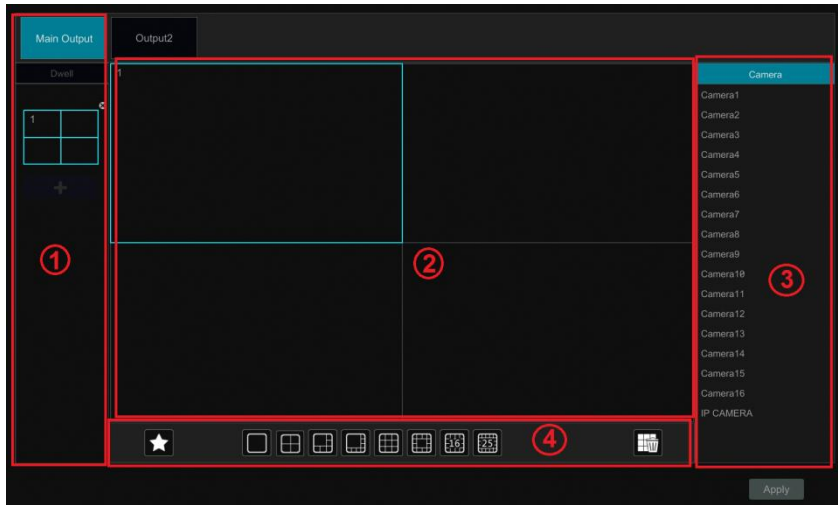 Main Output
Output2
Dwell
1
1
Camera
Camera1
Camera2
Camera3
Camera4
Camera5
Camera6
Camera7
Camera8
Camera9
Camera10
Camera11
Camera12
Camera13
Camera14
Camera15
Camera16
IP CAMERA
①
②
③
④
16
25
Apply